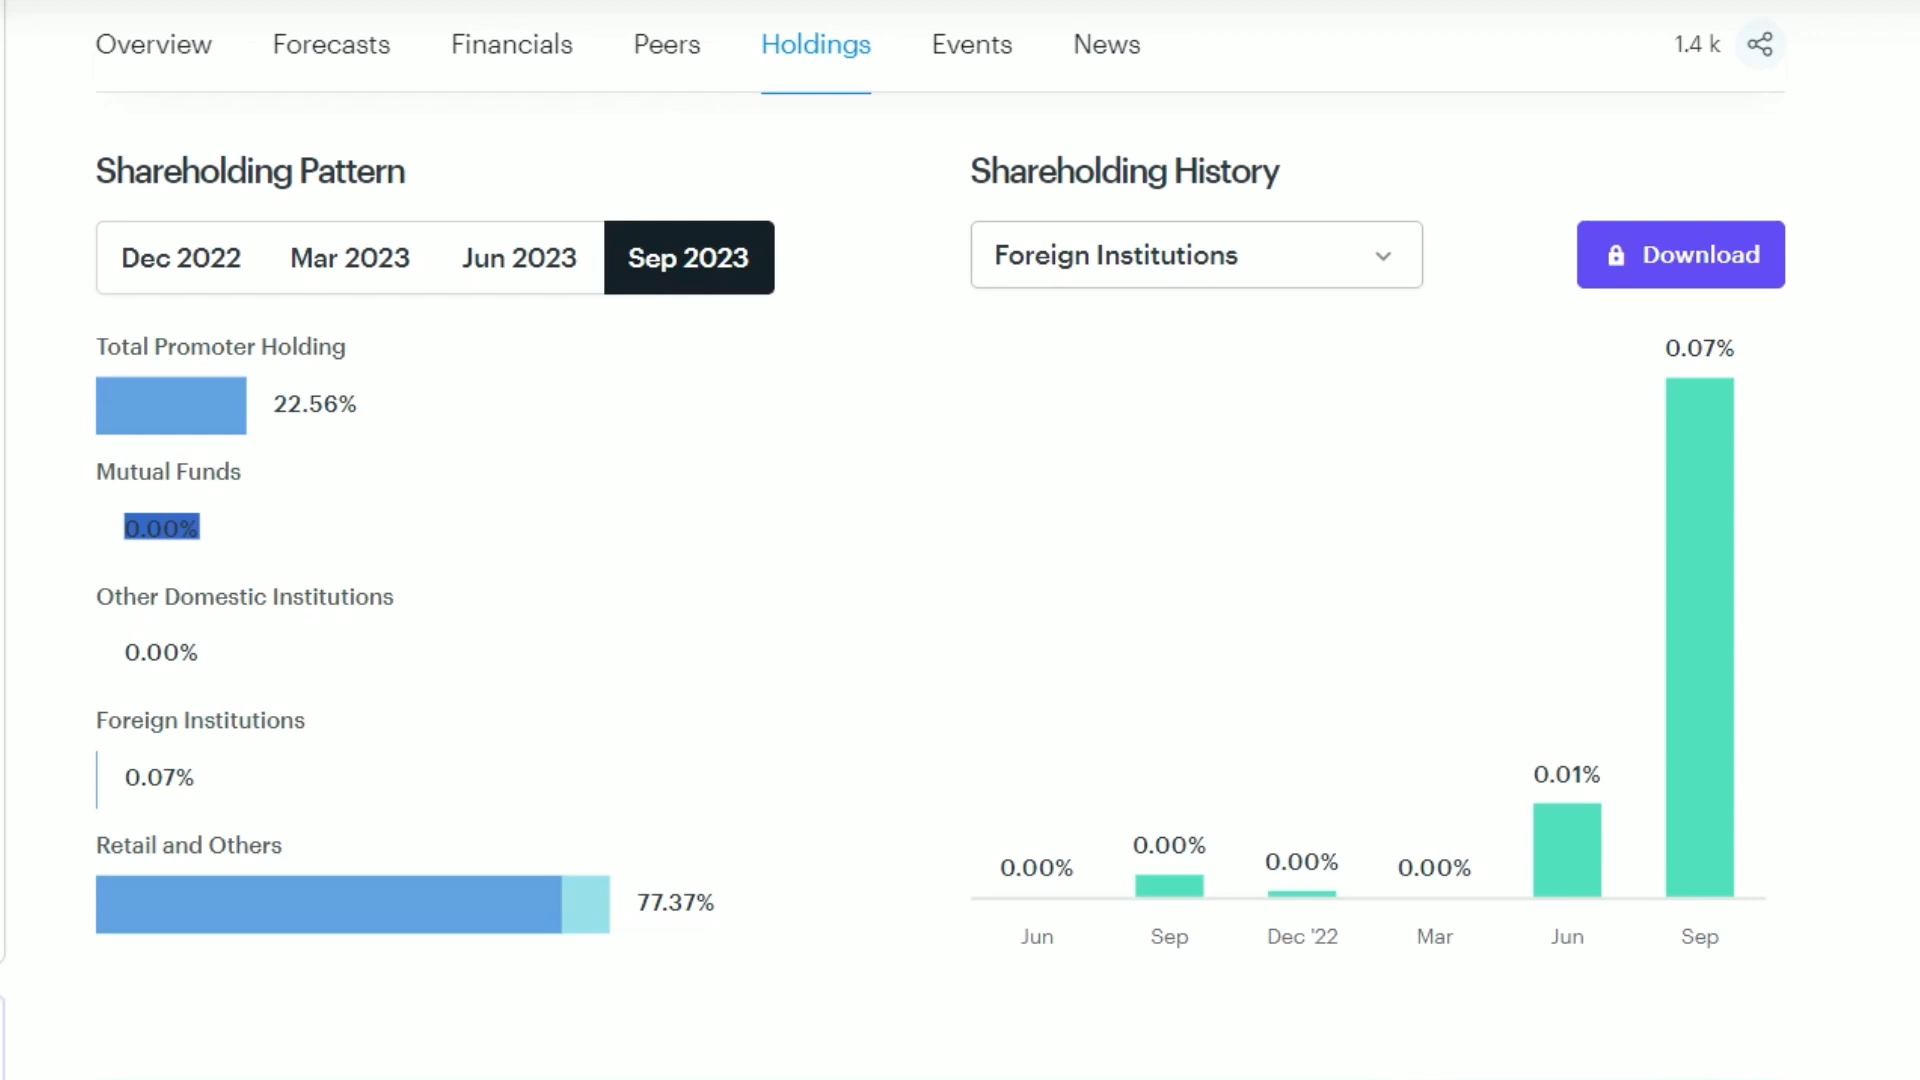 Overview Forecasts Financials Peers Holdings Events News 1.4 k
Shareholding Pattern
Dec 2022 Mar 2023 Jun 2023 Sep 2023
Total Promoter Holding
22.56%
Mutual Funds
0.00%
Other Domestic Institutions
0.00%
Foreign Institutions
0.07%
Retail and Others
77.37%
Shareholding History
Foreign Institutions
Download
0.00% 0.00% 0.00% 0.00% 0.01% 0.07%
Jun Sep Dec '22 Mar Jun Sep